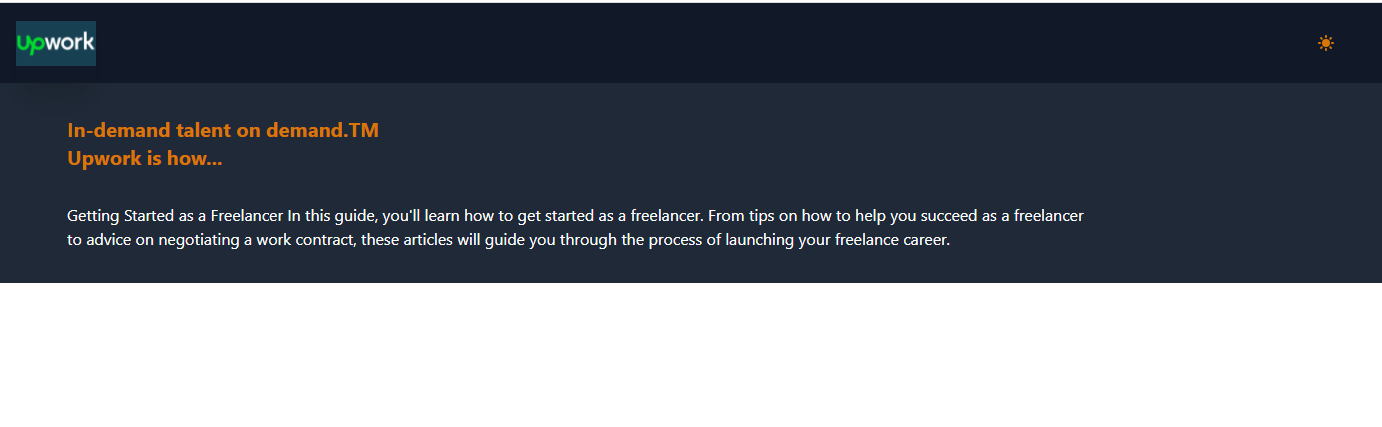 Upwork
In-demand talent on demand.TM
Upwork is how...
Getting Started as a Freelancer In this guide, you'll learn how to get started as a freelancer. From tips on how to help you succeed as a freelancer
to advice on negotiating a work contract, these articles will guide you through the process of launching your freelance career.